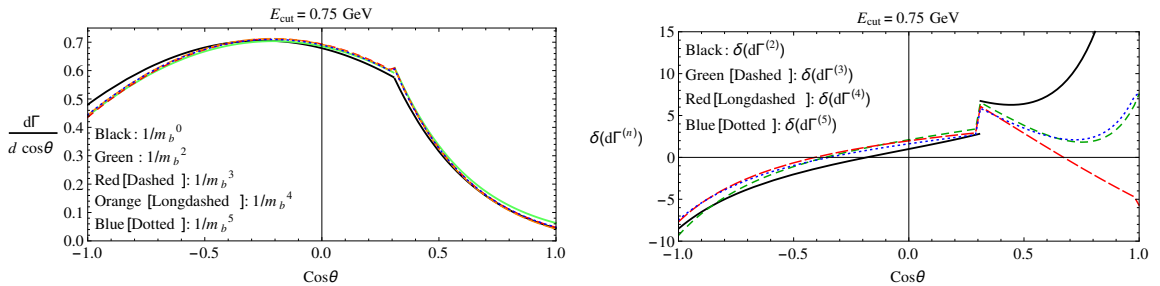 E_cut = 0.75 GeV
dΓ
d cosθ
0.7
0.6
0.5
0.4
0.3
0.2
0.1
0.0
Black: 1/m_b^0
Green : 1/m_b^2
Red [Dashed ]: 1/m_b^3
Orange [Longdashed ]: 1/m_b^4
Blue [Dotted ]: 1/m_b^5
-1.0 -0.5 0.0 0.5 1.0
Cosθ
E_cut = 0.75 GeV
δ(dΓ^(n))
15
10
5
0
-5
-10
Black: δ(dΓ^(2))
Green [Dashed ]: δ(dΓ^(3))
Red [Longdashed ]: δ(dΓ^(4))
Blue [Dotted ]: δ(dΓ^(5))
-1.0 -0.5 0.0 0.5 1.0
Cosθ